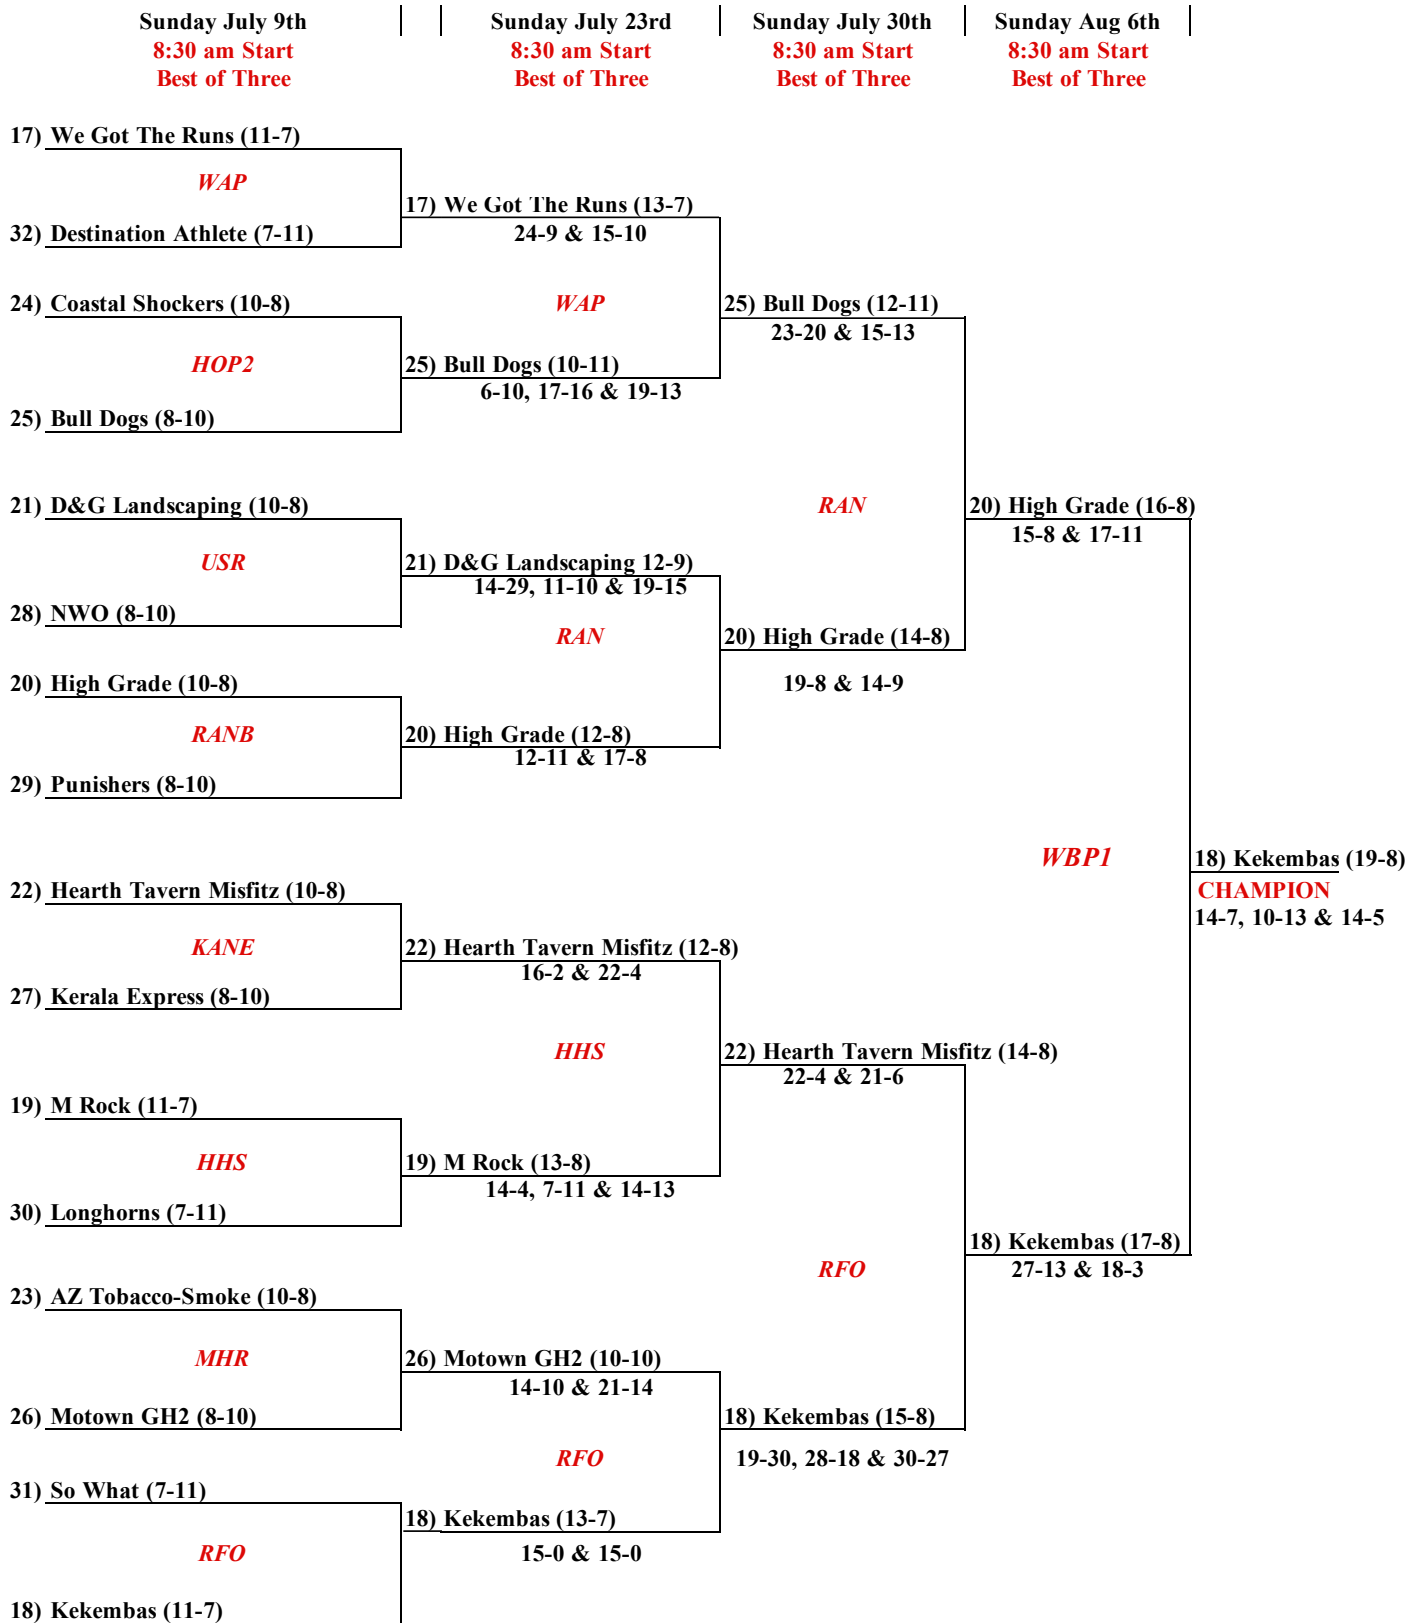 Sunday July 9th
8:30 am Start
Best of Three
Sunday July 23rd
8:30 am Start
Best of Three
Sunday July 30th
8:30 am Start
Best of Three
Sunday Aug 6th
8:30 am Start
Best of Three
17) We Got The Runs (11-7)
WAP
32) Destination Athlete (7-11)
24) Coastal Shockers (10-8)
HOP2
25) Bull Dogs (8-10)
21) D&G Landscaping (10-8)
USR
28) NWO (8-10)
20) High Grade (10-8)
RANB
29) Punishers (8-10)
22) Hearth Tavern Misfitz (10-8)
KANE
27) Kerala Express (8-10)
19) M Rock (11-7)
HHS
30) Longhorns (7-11)
23) AZ Tobacco-Smoke (10-8)
MHR
26) Motown GH2 (8-10)
31) So What (7-11)
RFO
18) Kekembas (11-7)
17) We Got The Runs (13-7)
24-9 & 15-10
WAP
25) Bull Dogs (10-11)
6-10, 17-16 & 19-13
21) D&G Landscaping 12-9)
14-29, 11-10 & 19-15
RAN
20) High Grade (12-8)
12-11 & 17-8
22) Hearth Tavern Misfitz (12-8)
16-2 & 22-4
HHS
19) M Rock (13-8)
14-4, 7-11 & 14-13
26) Motown GH2 (10-10)
14-10 & 21-14
RFO
18) Kekembas (13-7)
15-0 & 15-0
25) Bull Dogs (12-11)
23-20 & 15-13
RAN
20) High Grade (14-8)
19-8 & 14-9
22) Hearth Tavern Misfitz (14-8)
22-4 & 21-6
RFO
18) Kekembas (15-8)
19-30, 28-18 & 30-27
20) High Grade (16-8)
15-8 & 17-11
WBP1
18) Kekembas (17-8)
27-13 & 18-3
18) Kekembas (19-8)
CHAMPION
14-7, 10-13 & 14-5